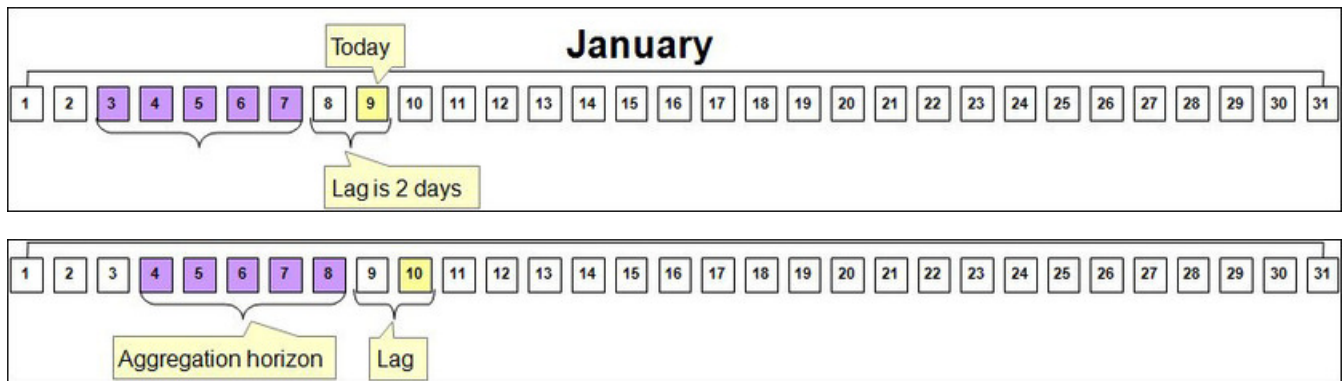 January
Today
1 2 3 4 5 6 7 8 9 10 11 12 13 14 15 16 17 18 19 20 21 22 23 24 25 26 27 28 29 30 31
Lag is 2 days
1 2 3 4 5 6 7 8 9 10 11 12 13 14 15 16 17 18 19 20 21 22 23 24 25 26 27 28 29 30 31
Aggregation horizon
Lag